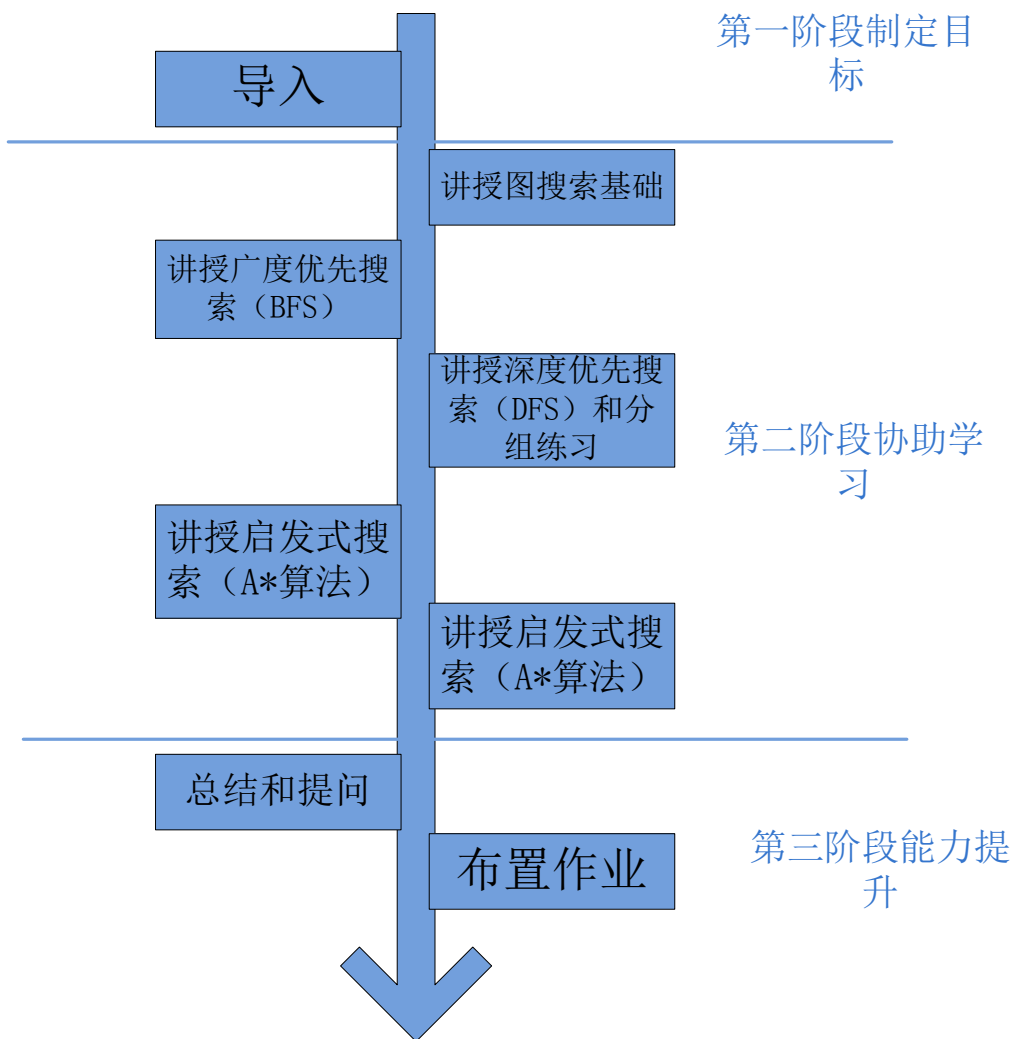 第一阶段制定目
标
导入
讲授图搜索基础
讲授广度优先搜
索（BFS）
讲授深度优先搜
索（DFS）和分
组练习
第二阶段协助学
习
讲授启发式搜
索（A*算法）
讲授启发式搜
索（A*算法）
总结和提问
第三阶段能力提
升
布置作业